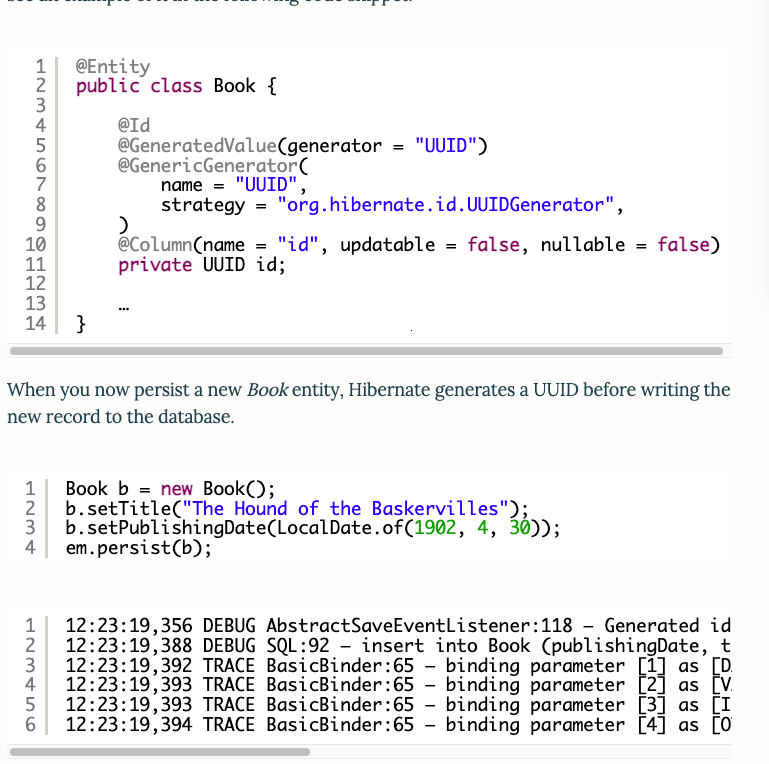 1 @Entity
2 public class Book {
3
4 @Id
5 @GeneratedValue(generator = "UUID")
6 @GenericGenerator(
7 name = "UUID",
8 strategy = "org.hibernate.id.UUIDGenerator",
9 )
10 @Column(name = "id", updatable = false, nullable = false)
11 private UUID id;
12
13 …
14 }
When you now persist a new Book entity, Hibernate generates a UUID before writing the
new record to the database.
1 Book b = new Book();
2 b.setTitle("The Hound of the Baskervilles");
3 b.setPublishingDate(LocalDate.of(1902, 4, 30));
4 em.persist(b);
1 12:23:19,356 DEBUG AbstractSaveEventListener:118 – Generated id
2 12:23:19,388 DEBUG SQL:92 – insert into Book (publishingDate, t
3 12:23:19,392 TRACE BasicBinder:65 – binding parameter [1] as [D
4 12:23:19,393 TRACE BasicBinder:65 – binding parameter [2] as [V
5 12:23:19,393 TRACE BasicBinder:65 – binding parameter [3] as [I
6 12:23:19,394 TRACE BasicBinder:65 – binding parameter [4] as [O